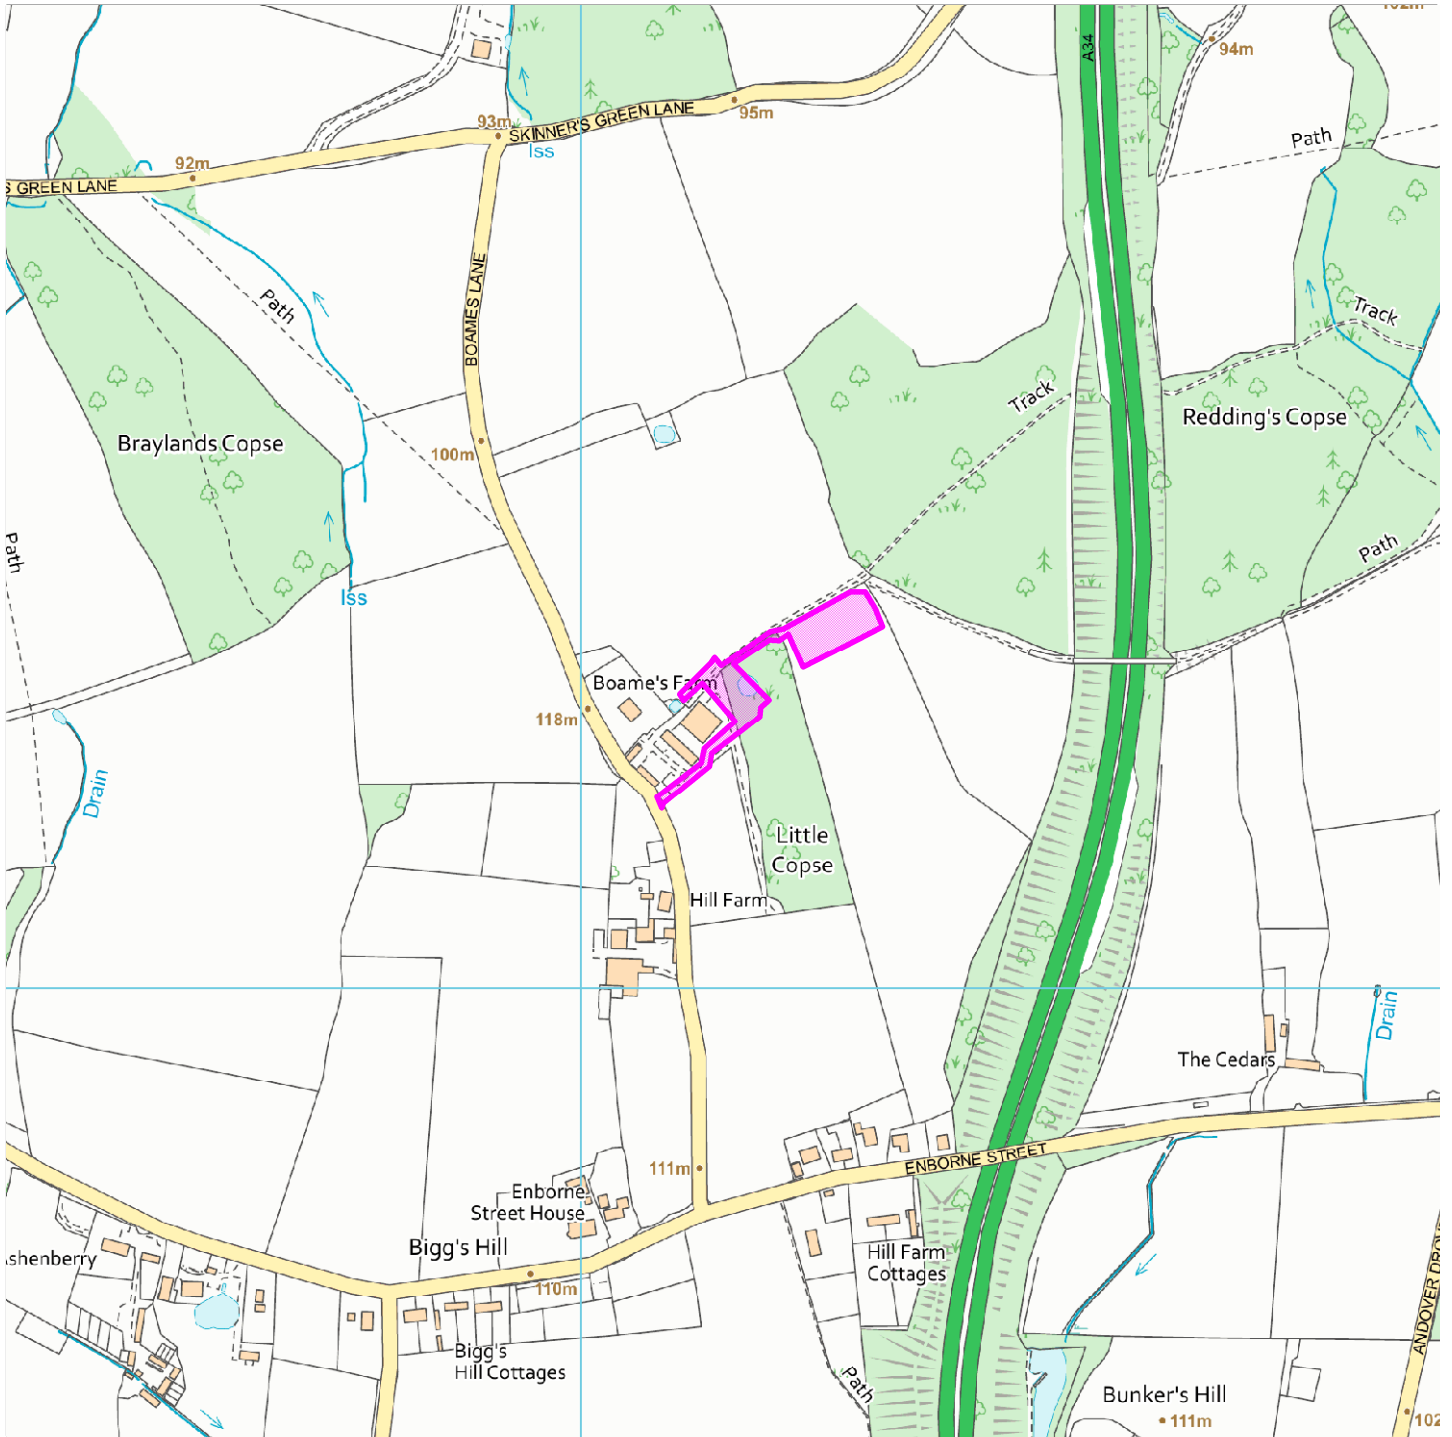 A34
94m
95m
93m
SKINNER'S GREEN LANE
Iss
Path
92m
S GREEN LANE
BOAMES LANE
Path
Track
Track
Redding's Copse
Braylands Copse
100m
Path
Path
Iss
Boame's Farm
118m
Drain
Little
Copse
Hill Farm
Drain
The Cedars
ENBORNE STREET
111m
Enborne
Street House
Bigg's Hill
shenberry
Hill Farm
Cottages
110m
Bigg's
Hill Cottages
Path
Bunker's Hill
111m
ANDOVER DROV
102